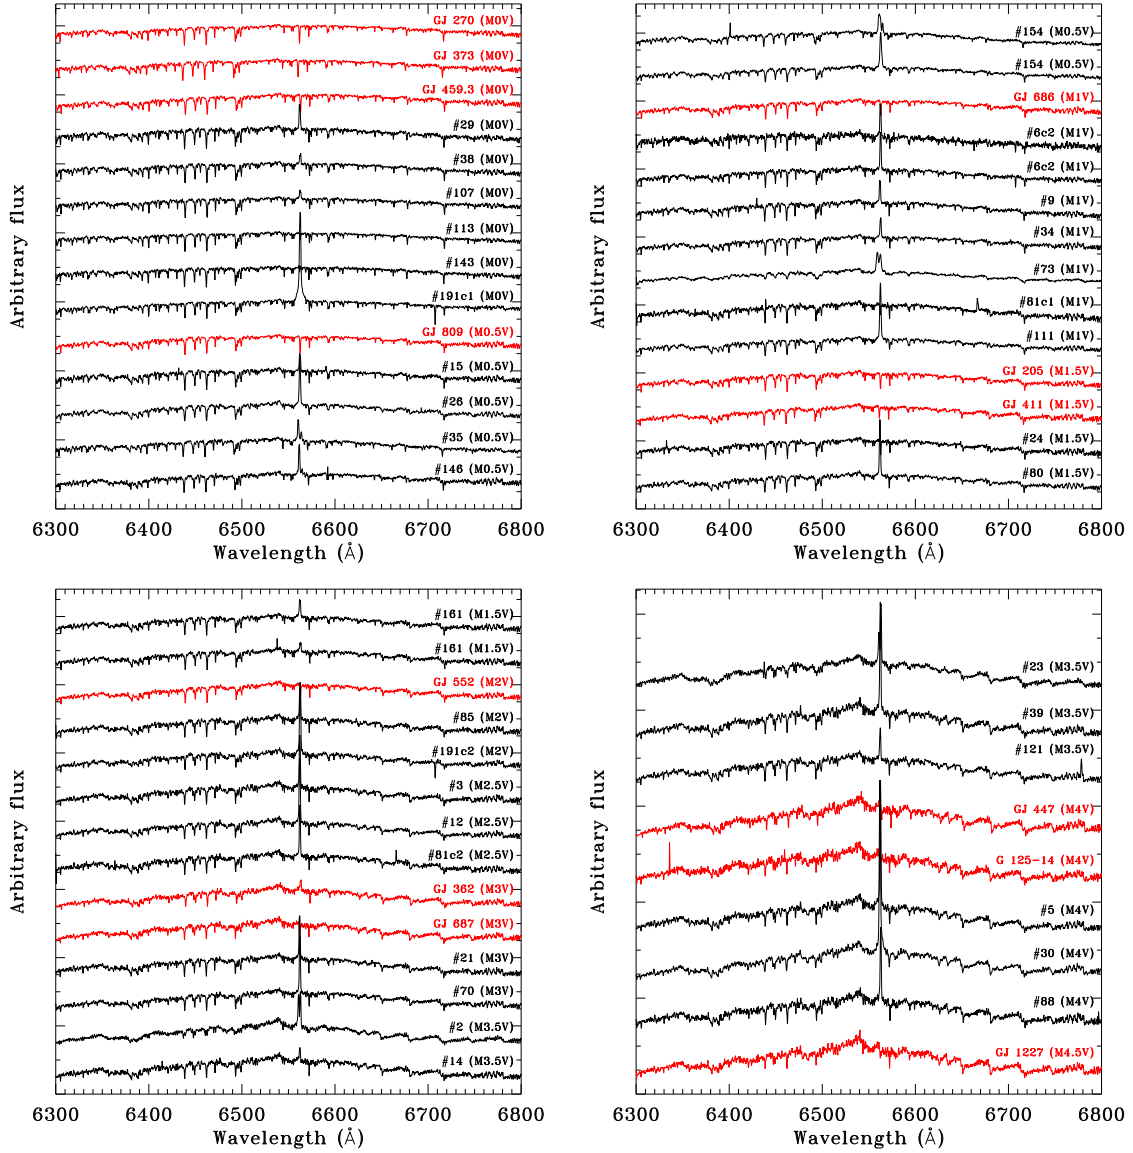 GJ 270 (M0V)
GJ 373 (M0V)
GJ 459.3 (M0V)
#29 (M0V)
#38 (M0V)
#107 (M0V)
#113 (M0V)
#143 (M0V)
#191c1 (M0V)
GJ 809 (M0.5V)
#15 (M0.5V)
#26 (M0.5V)
#35 (M0.5V)
#146 (M0.5V)
Arbitrary flux
6300 6400 6500 6600 6700 6800
Wavelength (Å)
#154 (M0.5V)
#154 (M0.5V)
GJ 686 (M1V)
#6c2 (M1V)
#6c2 (M1V)
#9 (M1V)
#34 (M1V)
#73 (M1V)
#81c1 (M1V)
#111 (M1V)
GJ 205 (M1.5V)
GJ 411 (M1.5V)
#24 (M1.5V)
#80 (M1.5V)
Arbitrary flux
6300 6400 6500 6600 6700 6800
Wavelength (Å)
#161 (M1.5V)
#161 (M1.5V)
GJ 552 (M2V)
#85 (M2V)
#191c2 (M2V)
#3 (M2.5V)
#12 (M2.5V)
#81c2 (M2.5V)
GJ 362 (M3V)
GJ 687 (M3V)
#21 (M3V)
#70 (M3V)
#2 (M3.5V)
#14 (M3.5V)
Arbitrary flux
6300 6400 6500 6600 6700 6800
Wavelength (Å)
#23 (M3.5V)
#39 (M3.5V)
#121 (M3.5V)
GJ 447 (M4V)
G 125-14 (M4V)
#5 (M4V)
#30 (M4V)
#88 (M4V)
GJ 1227 (M4.5V)
Arbitrary flux
6300 6400 6500 6600 6700 6800
Wavelength (Å)